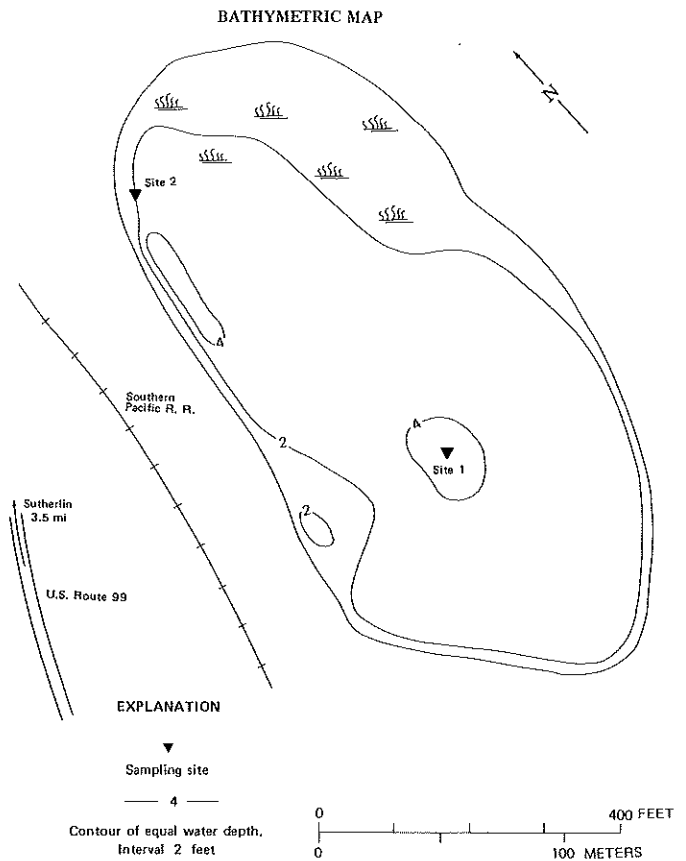 BATHYMETRIC MAP
N
Site 2
4
Southern
Pacific R. R.
2
4
Site 1
Sutherlin
3.5 mi
2
U.S. Route 99
EXPLANATION
Sampling site
4
Contour of equal water depth.
Interval 2 feet
0 400 FEET
0 100 METERS